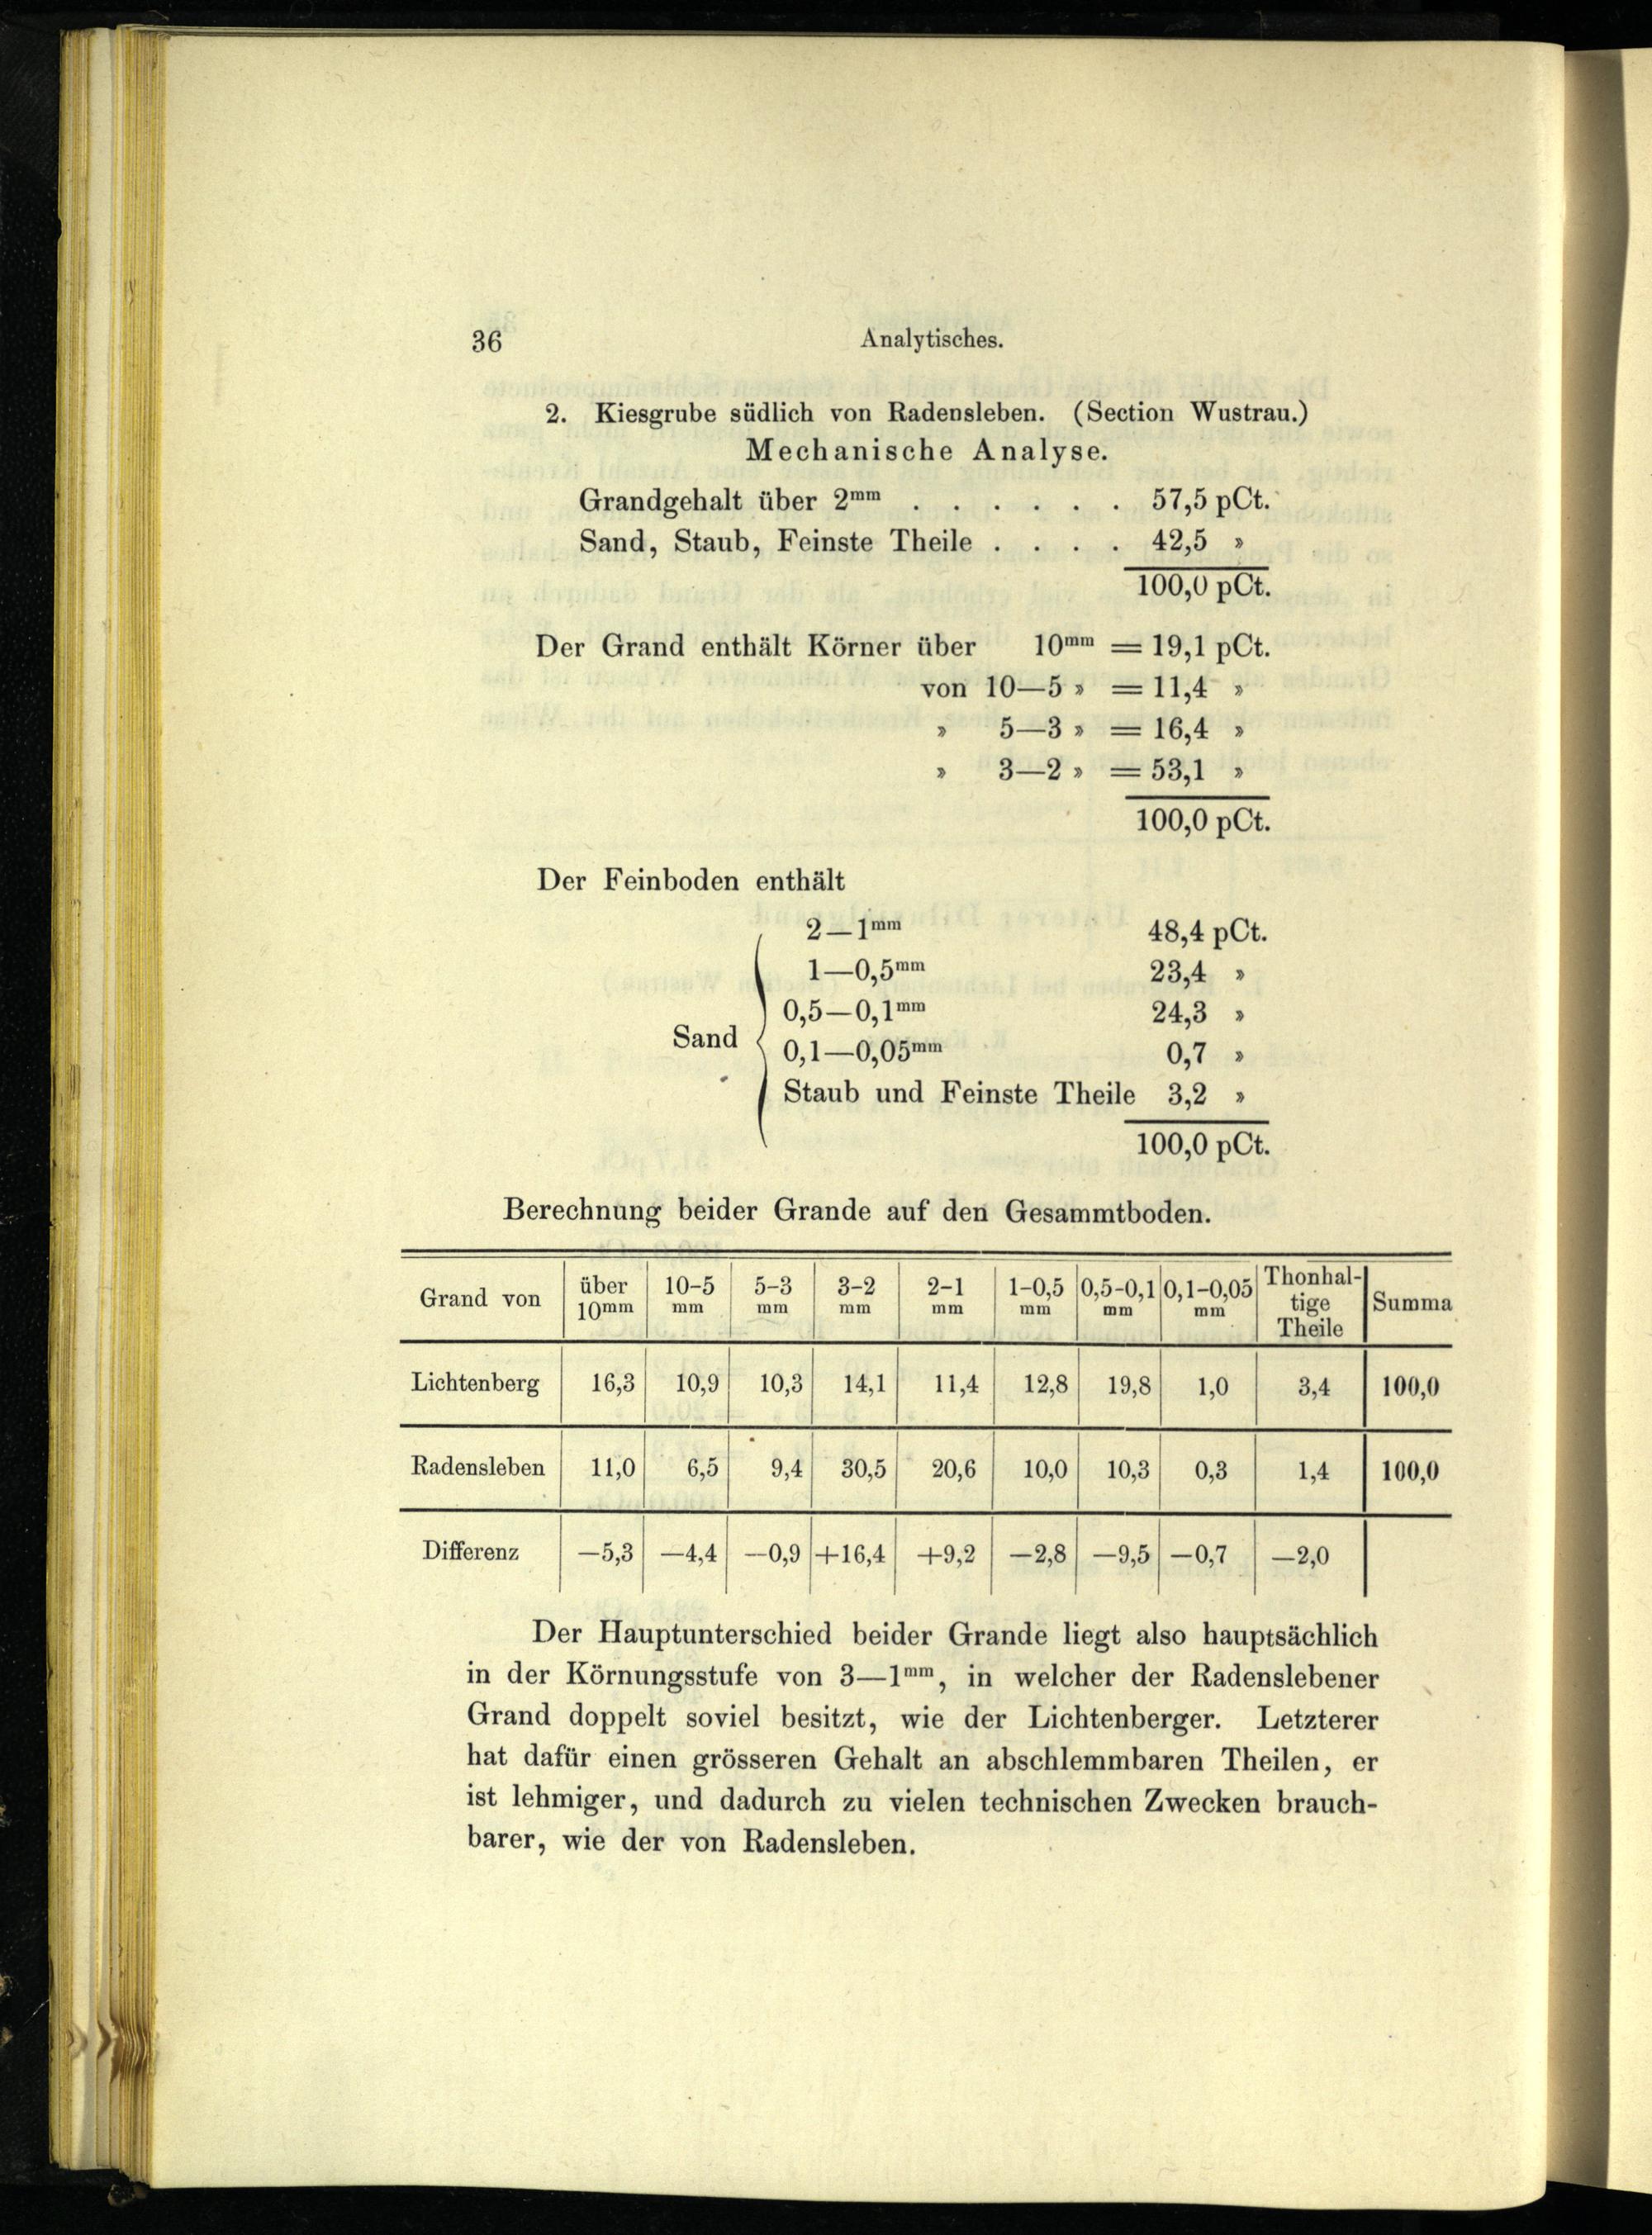 36
Analytisches.
2. Kiesgrube südlich von Radensleben. (Section Wustrau.)
Mechanische Analyse.
Grandgehalt über 2mm . . . . . . 57,5 pCt.
Sand, Staub, Feinste Theile . . . . 42,5 »
100,0 pCt.
Der Grand enthält Körner über 10mm = 19,1 pCt.
von 10—5 » = 11,4 »
» 5—3 » = 16,4 »
» 3—2 » = 53,1 »
100,0 pCt.
Der Feinboden enthält
2—1mm 48,4 pCt.
1—0,5mm 23,4 »
0,5—0,1mm 24,3 »
Sand
0,1—0,05mm 0,7 »
Staub und Feinste Theile 3,2 »
100,0 pCt.
Berechnung beider Grande auf den Gesammtboden.
Grand von über 10mm 10-5 mm 5-3 mm 3-2 mm 2-1 mm 1-0,5 mm 0,5-0,1 mm 0,1-0,05 mm Thonhal-tige Theile Summa
Lichtenberg 16,3 10,9 10,3 14,1 11,4 12,8 19,8 1,0 3,4 100,0
Radensleben 11,0 6,5 9,4 30,5 20,6 10,0 10,3 0,3 1,4 100,0
Differenz —5,3 —4,4 —0,9 +16,4 +9,2 —2,8 —9,5 —0,7 —2,0
Der Hauptunterschied beider Grande liegt also hauptsächlich
in der Körnungsstufe von 3—1mm, in welcher der Radenslebener
Grand doppelt soviel besitzt, wie der Lichtenberger. Letzterer
hat dafür einen grösseren Gehalt an abschlemmbaren Theilen, er
ist lehmiger, und dadurch zu vielen technischen Zwecken brauch-
barer, wie der von Radensleben.